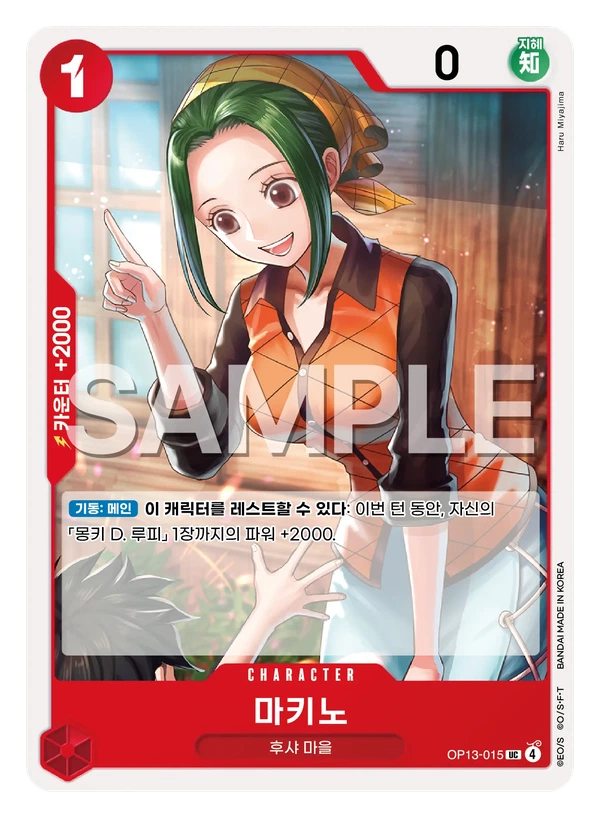 1
0
지혜
知
Haru Miyajima
카운터 +2000
SAMPLE
기동: 메인 이 캐릭터를 레스트할 수 있다: 이번 턴 동안, 자신의
「몽키 D. 루피」 1장까지의 파워 +2000.
CHARACTER
마키노
후샤 마을
OP13-015 UC 4
©EO/S ©O/S·F·T BANDAI MADE IN KOREA